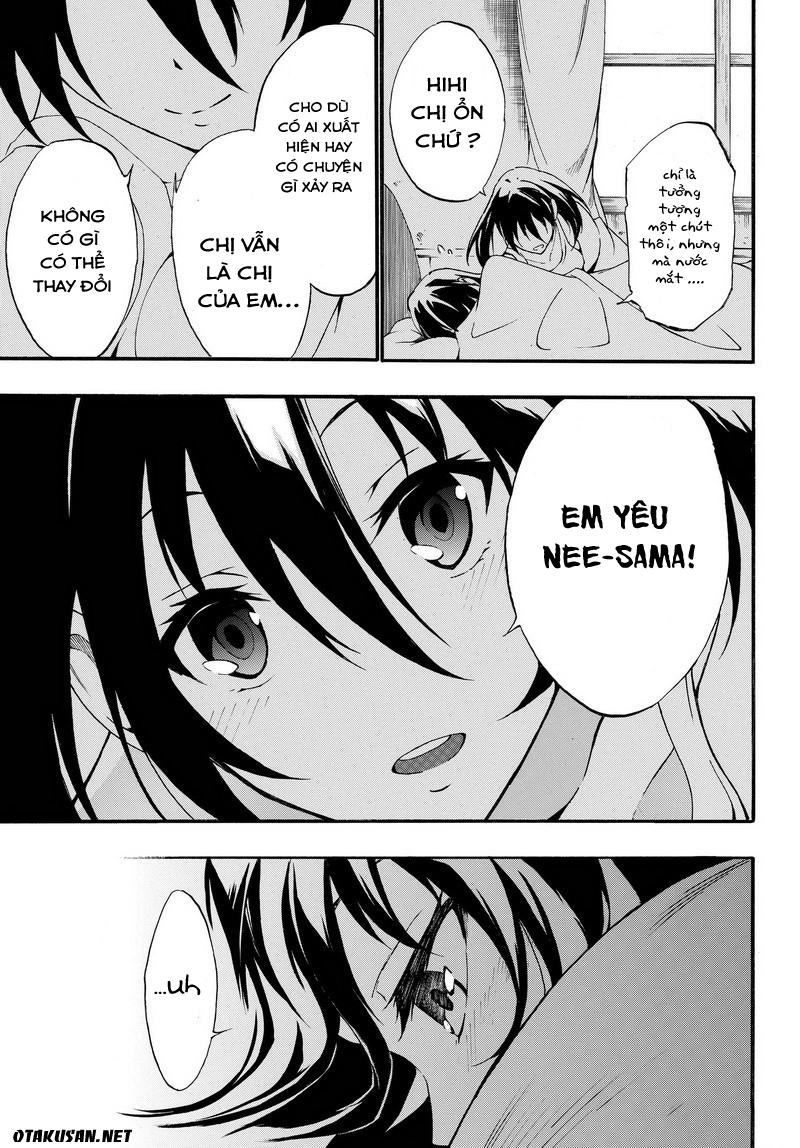 chỉ là
tưởng
tượng
một chút
thôi, nhưng
mà nước
mắt ....
HIHI
CHỊ ỔN
CHỨ ?
CHO DÙ
CÓ AI XUẤT
HIỆN HAY
CÓ CHUYỆN
GÌ XẢY RA
CHỊ VẪN
LÀ CHỊ
CỦA EM...
KHÔNG
CÓ GÌ
CÓ THỂ
THAY ĐỔI
EM YÊU
NEE-SAMA!
...uh
OTAKUSAN.NET